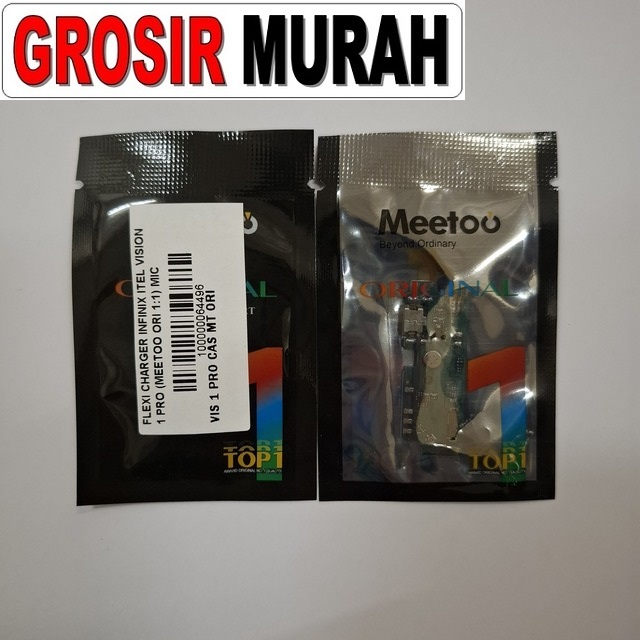 GROSIR MURAH
FLEXI CHARGER INFINIX ITEL VISION
1 PRO (MEETOO ORI 1:1) MIC
100000064496
VIS 1 PRO CAS MT ORI
TOP1
Meetoo
Beyond Ordinary
ORIGINAL
TOP1